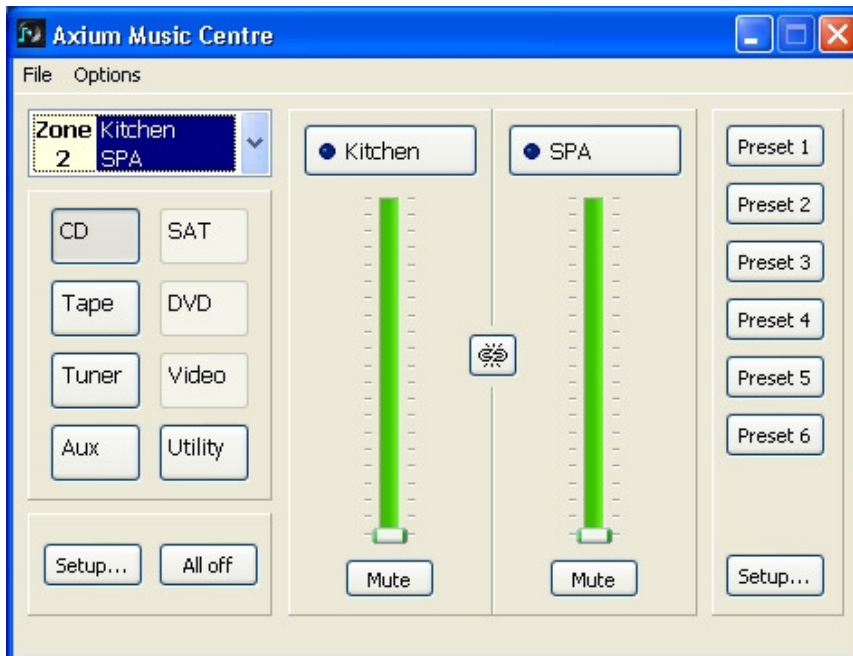 Axium Music Centre
File Options
Zone Kitchen
2 SPA
CD SAT
Tape DVD
Tuner Video
Aux Utility
Setup... All off
Kitchen SPA
Mute Mute
Preset 1
Preset 2
Preset 3
Preset 4
Preset 5
Preset 6
Setup...